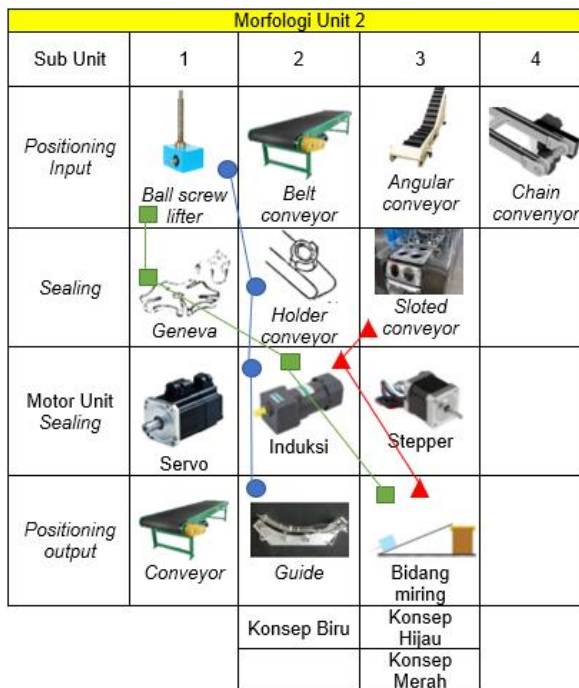 Morfologi Unit 2
Sub Unit 1 2 3 4
Positioning
Input
Ball screw
lifter
Belt
conveyor
Angular
conveyor
Chain
convenyor
Sealing
Geneva
Holder
conveyor
Sloted
conveyor
Motor Unit
Sealing
Servo
Induksi
Stepper
Positioning
output
Conveyor
Guide
Bidang
miring
Konsep Biru
Konsep
Hijau
Konsep
Merah